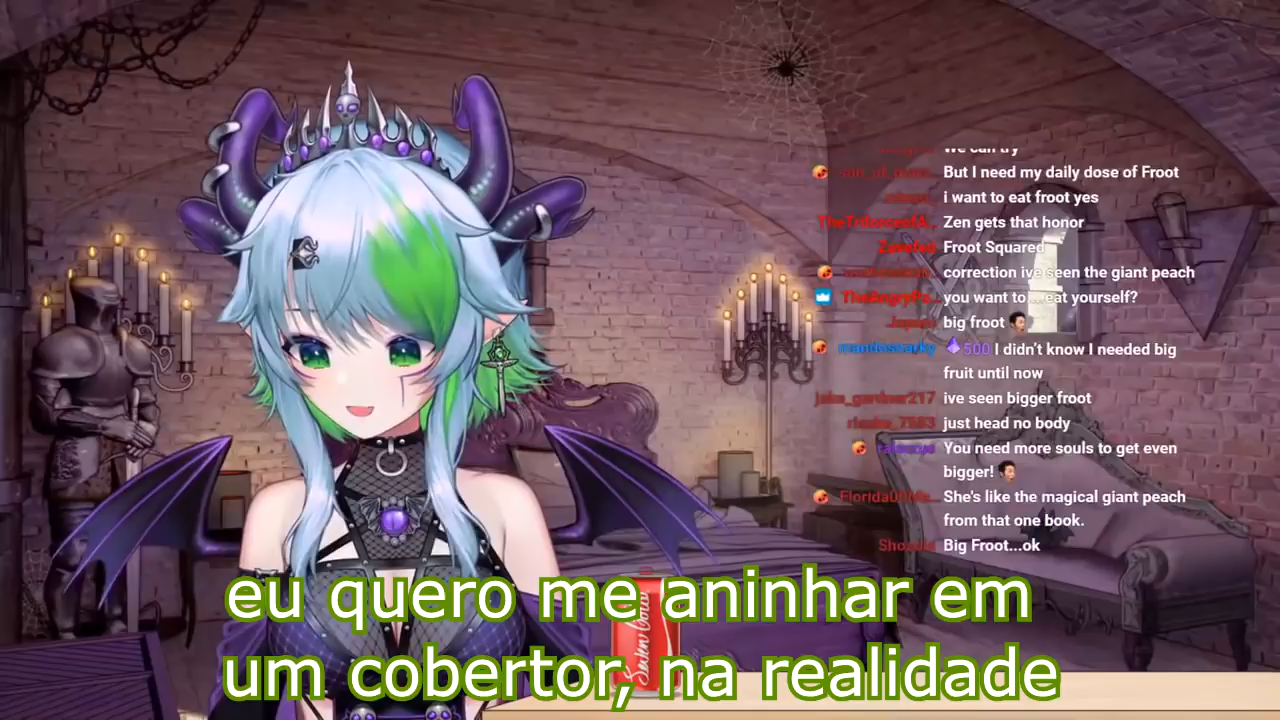 We can try
But I need my daily dose of Froot
i want to eat froot yes
TheTriforceofA... Zen gets that honor
Froot Squared
correction ive seen the giant peach
TheAngryPa... you want to... eat yourself?
big froot
500 I didn't know I needed big
fruit until now
jake_gardner217 ive seen bigger froot
just head no body
You need more souls to get even
bigger!
She's like the magical giant peach
from that one book.
Big Froot...ok
eu quero me aninhar em
um cobertor, na realidade